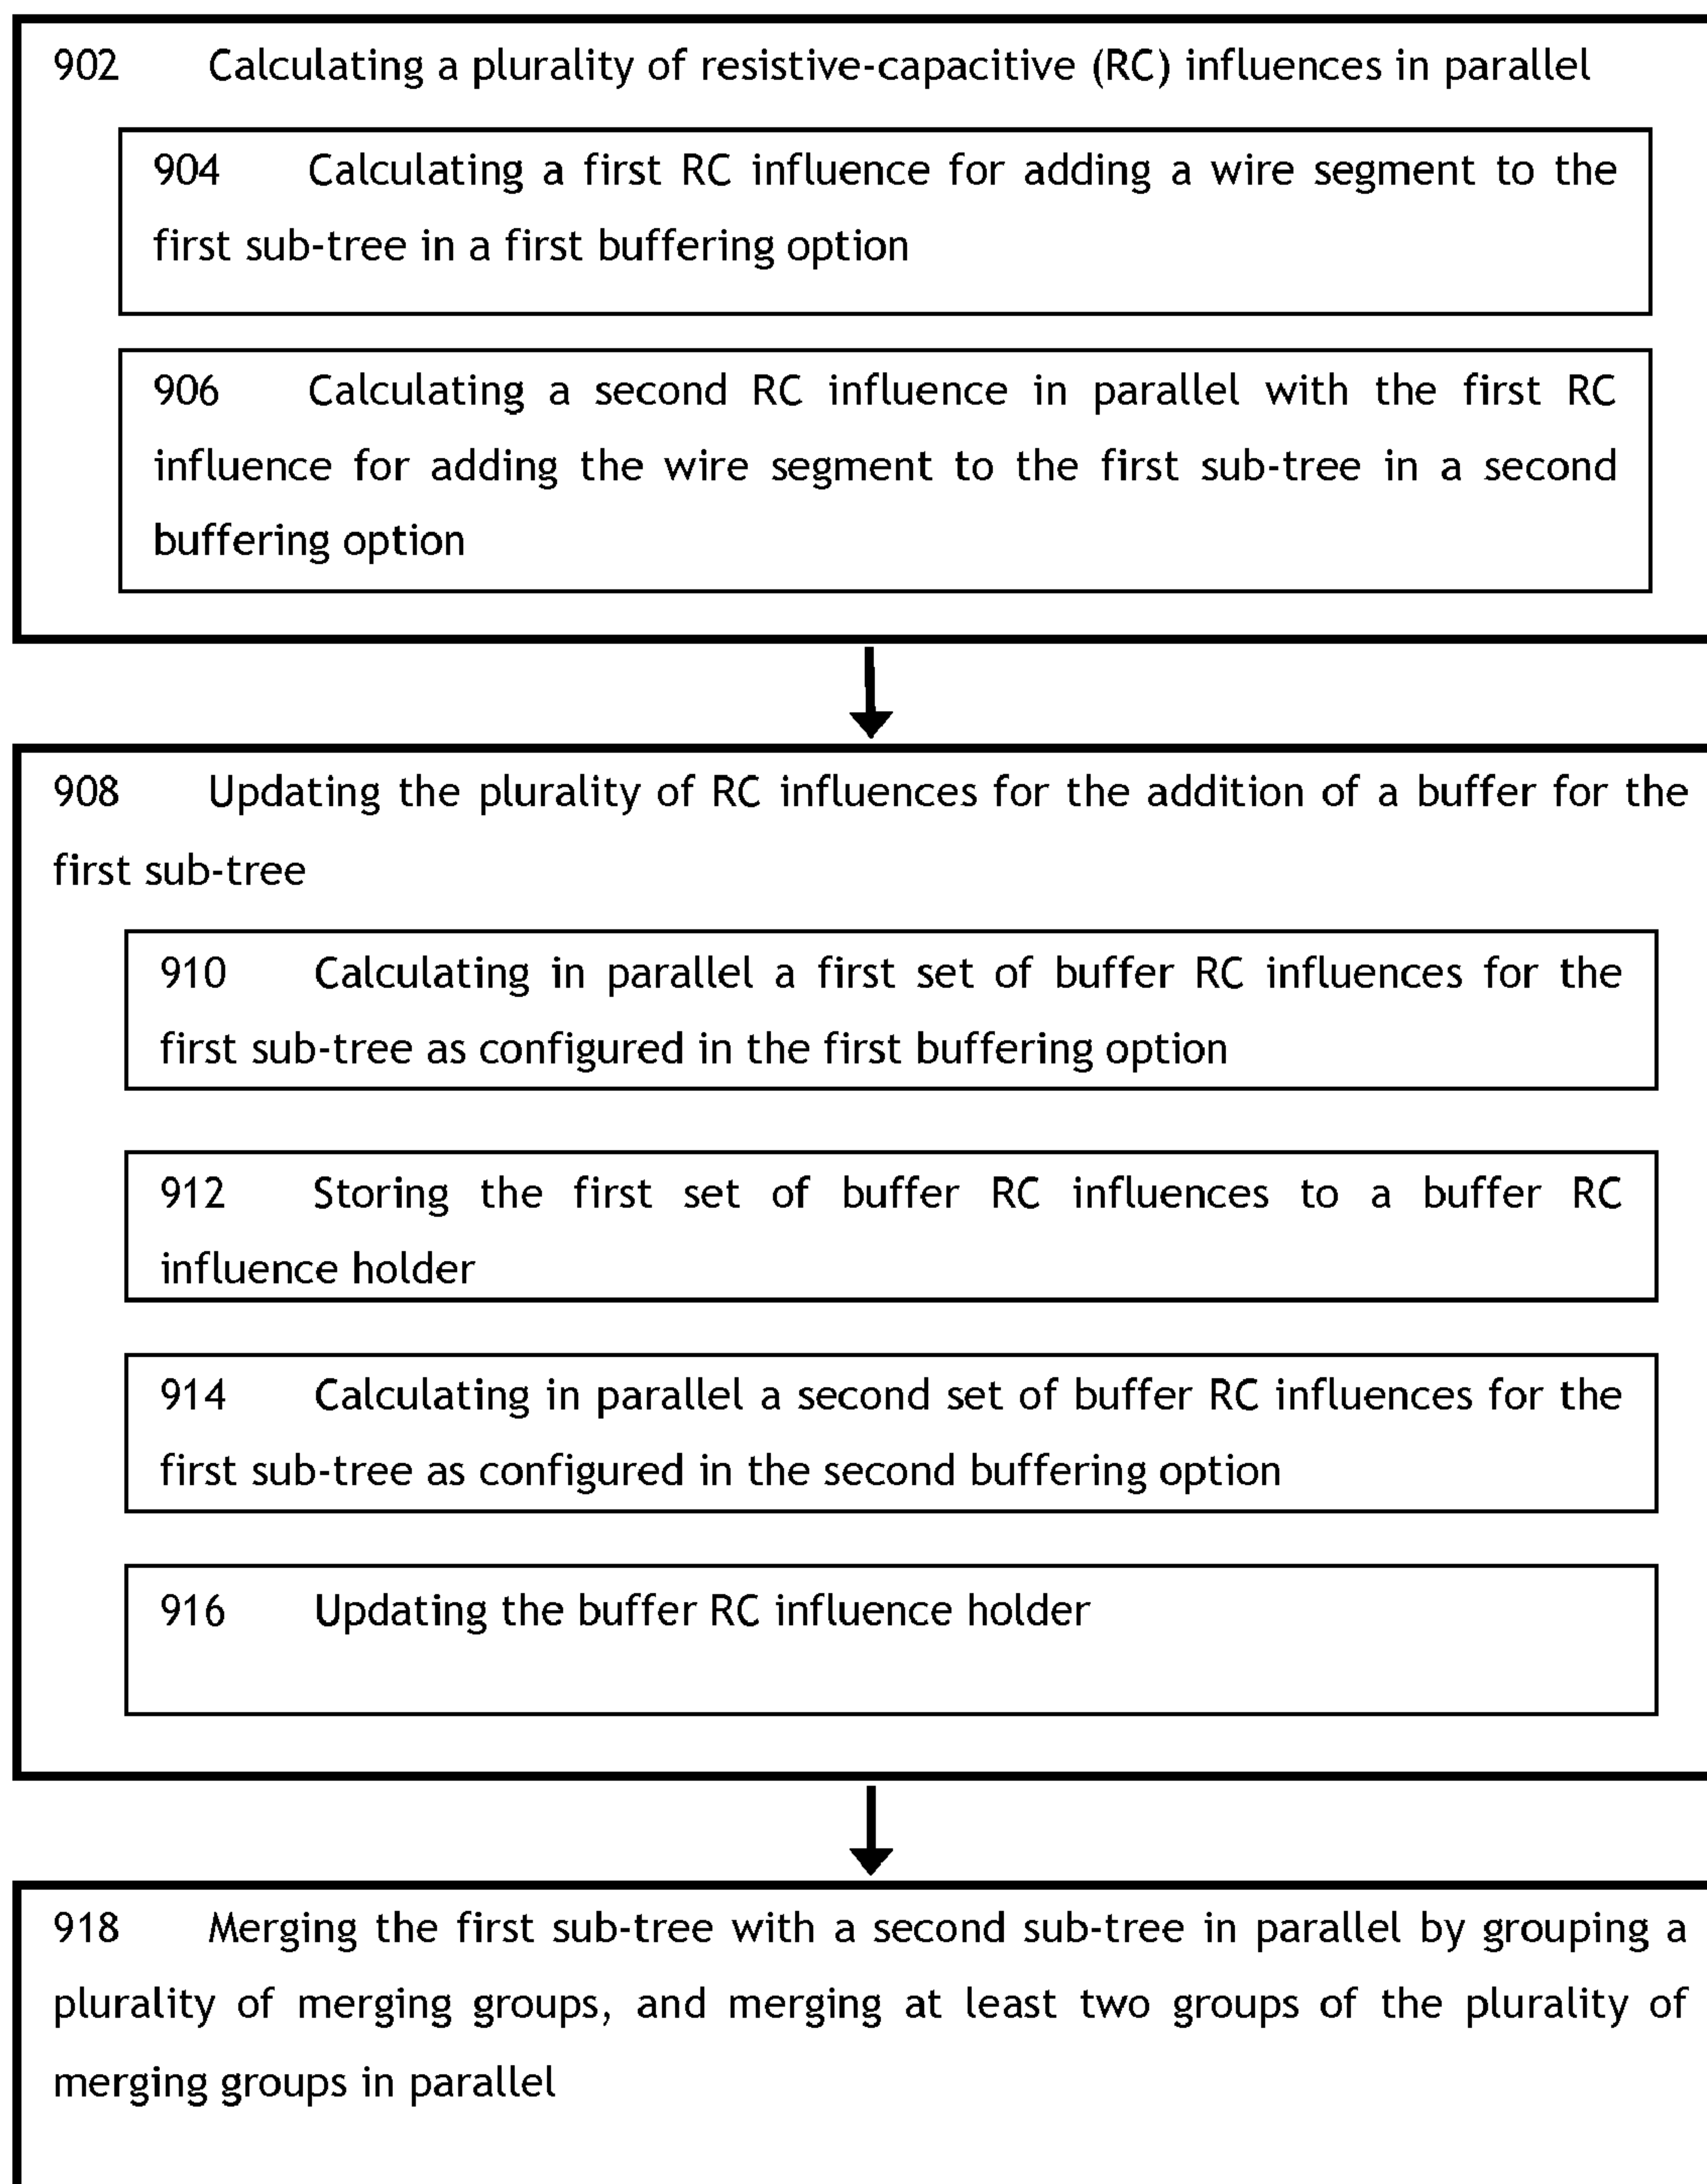 902 Calculating a plurality of resistive-capacitive (RC) influences in parallel
904 Calculating a first RC influence for adding a wire segment to the
first sub-tree in a first buffering option
906 Calculating a second RC influence in parallel with the first RC
influence for adding the wire segment to the first sub-tree in a second
buffering option
908 Updating the plurality of RC influences for the addition of a buffer for the
first sub-tree
910 Calculating in parallel a first set of buffer RC influences for the
first sub-tree as configured in the first buffering option
912 Storing the first set of buffer RC influences to a buffer RC
influence holder
914 Calculating in parallel a second set of buffer RC influences for the
first sub-tree as configured in the second buffering option
916 Updating the buffer RC influence holder
918 Merging the first sub-tree with a second sub-tree in parallel by grouping a
plurality of merging groups, and merging at least two groups of the plurality of
merging groups in parallel